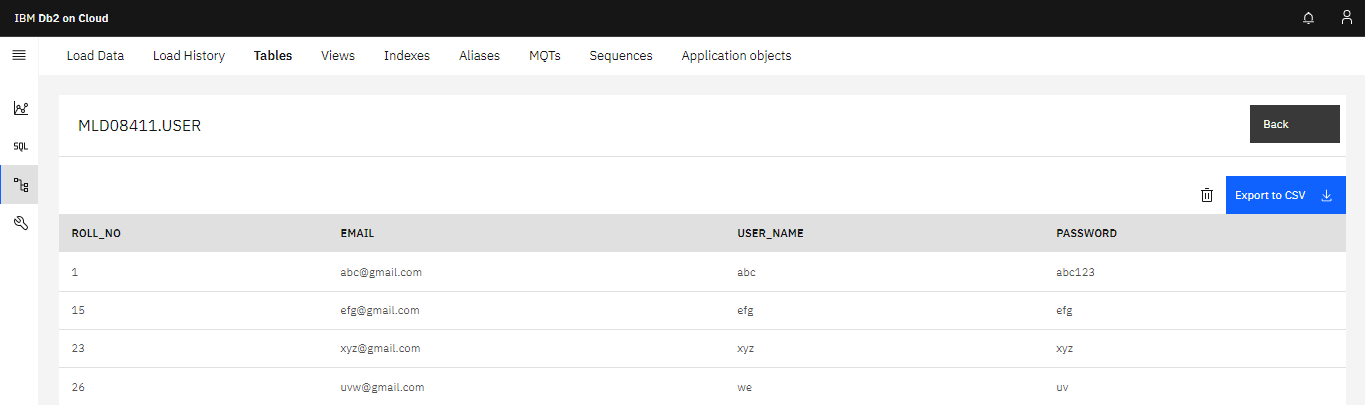 IBM Db2 on Cloud
Load Data Load History Tables Views Indexes Aliases MQTs Sequences Application objects
MLD08411.USER Back
SQL
Export to CSV
ROLL_NO EMAIL USER_NAME PASSWORD
1 abc@gmail.com abc abc123
15 efg@gmail.com efg efg
23 xyz@gmail.com xyz xyz
26 uvw@gmail.com we uv